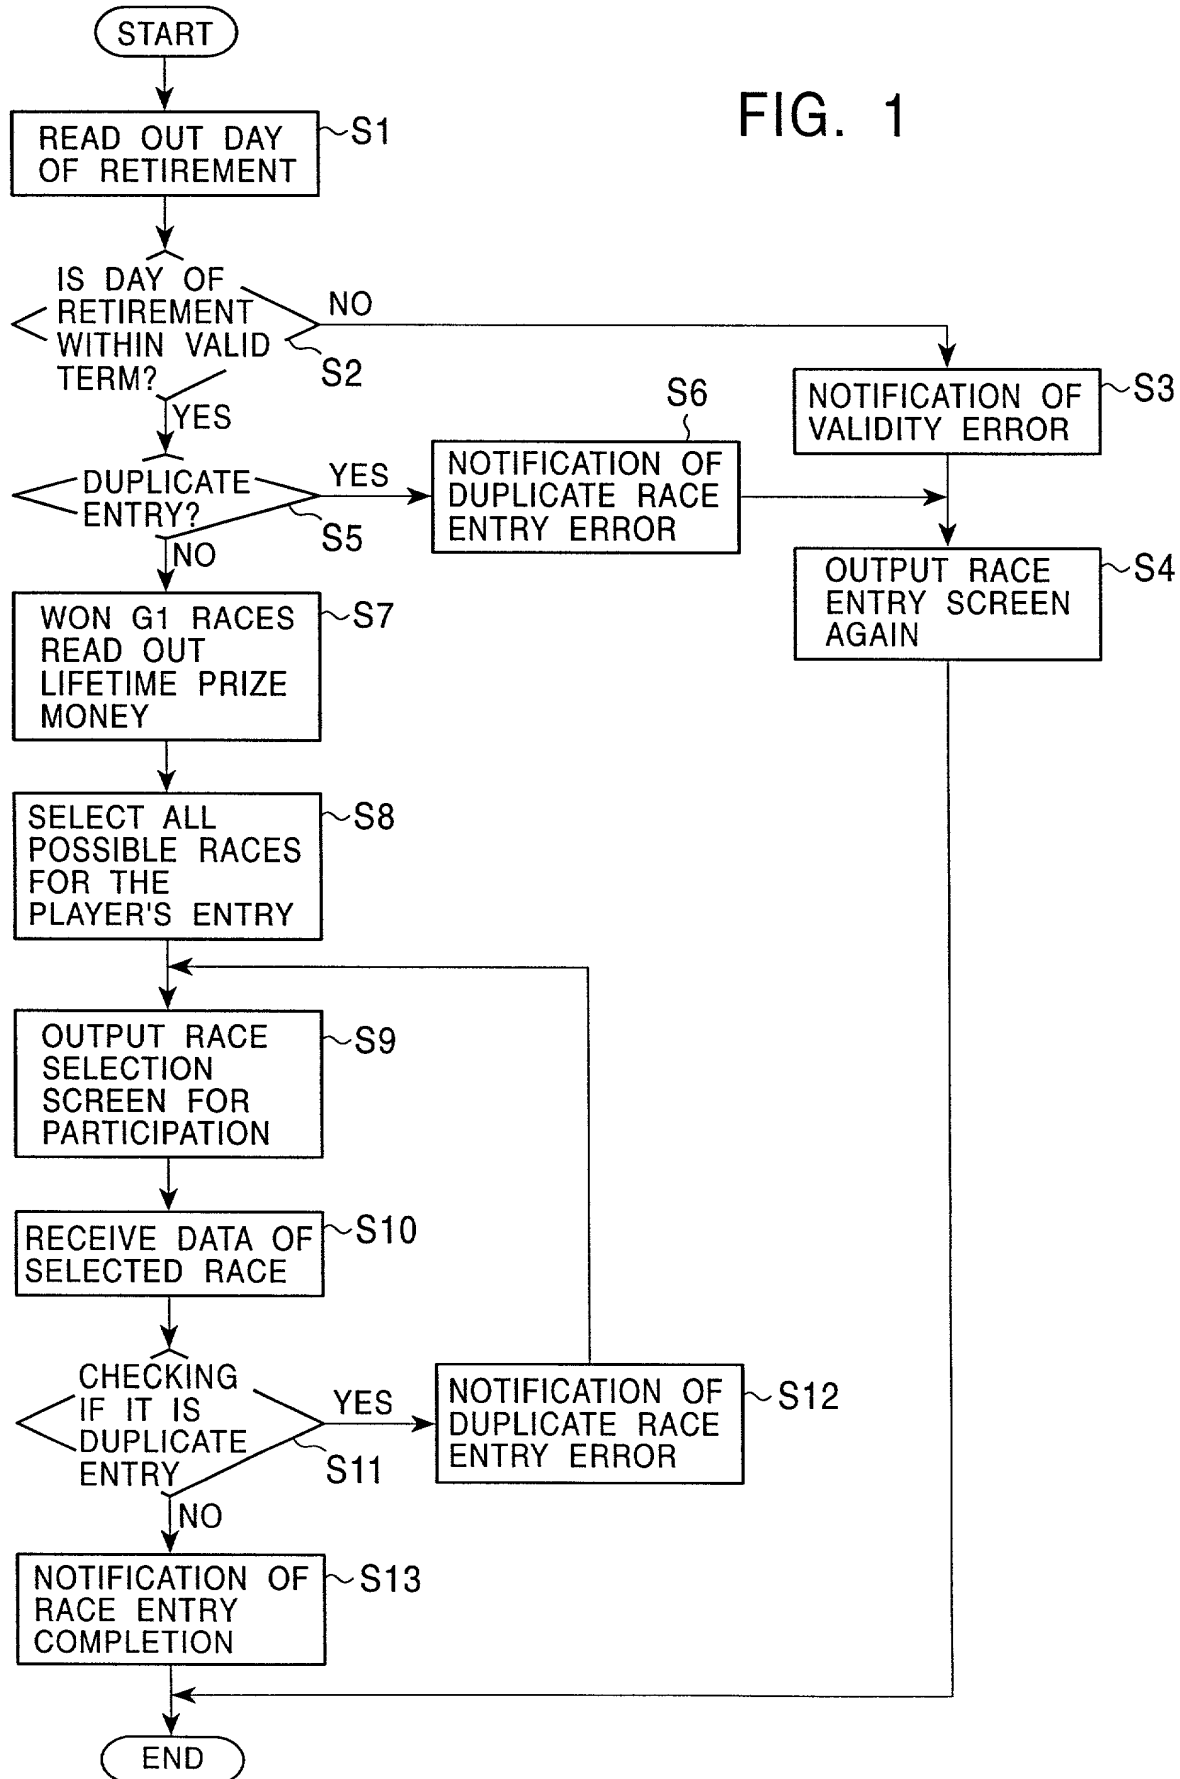 START
FIG. 1
READ OUT DAY
OF RETIREMENT
S1
IS DAY OF
RETIREMENT
WITHIN VALID
TERM?
NO
S2
YES
NOTIFICATION OF
VALIDITY ERROR
S3
DUPLICATE
ENTRY?
YES
S5
NO
S6
NOTIFICATION OF
DUPLICATE RACE
ENTRY ERROR
OUTPUT RACE
ENTRY SCREEN
AGAIN
S4
WON G1 RACES
READ OUT
LIFETIME PRIZE
MONEY
S7
SELECT ALL
POSSIBLE RACES
FOR THE
PLAYER'S ENTRY
S8
OUTPUT RACE
SELECTION
SCREEN FOR
PARTICIPATION
S9
RECEIVE DATA OF
SELECTED RACE
S10
CHECKING
IF IT IS
DUPLICATE
ENTRY
YES
S11
NO
NOTIFICATION OF
DUPLICATE RACE
ENTRY ERROR
S12
NOTIFICATION OF
RACE ENTRY
COMPLETION
S13
END